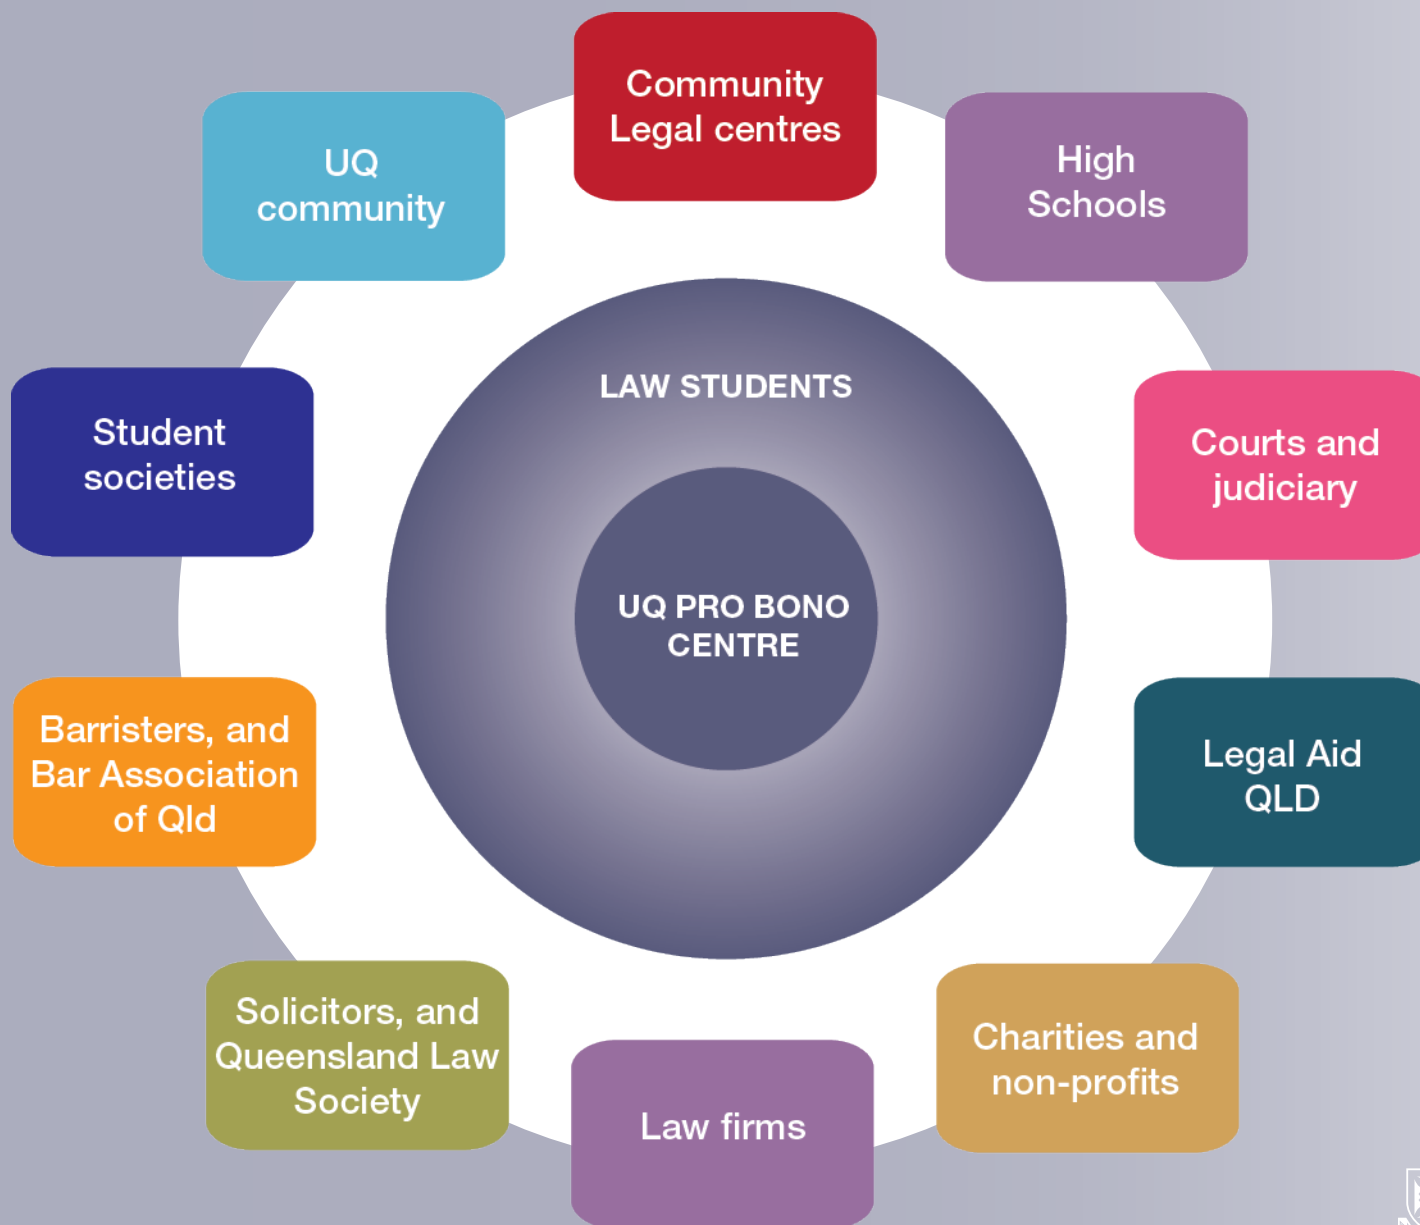 Community
Legal centres
UQ
community
High
Schools
LAW STUDENTS
Student
societies
Courts and
judiciary
UQ PRO BONO
CENTRE
Barristers, and
Bar Association
of Qld
Legal Aid
QLD
Solicitors, and
Queensland Law
Society
Charities and
non-profits
Law firms